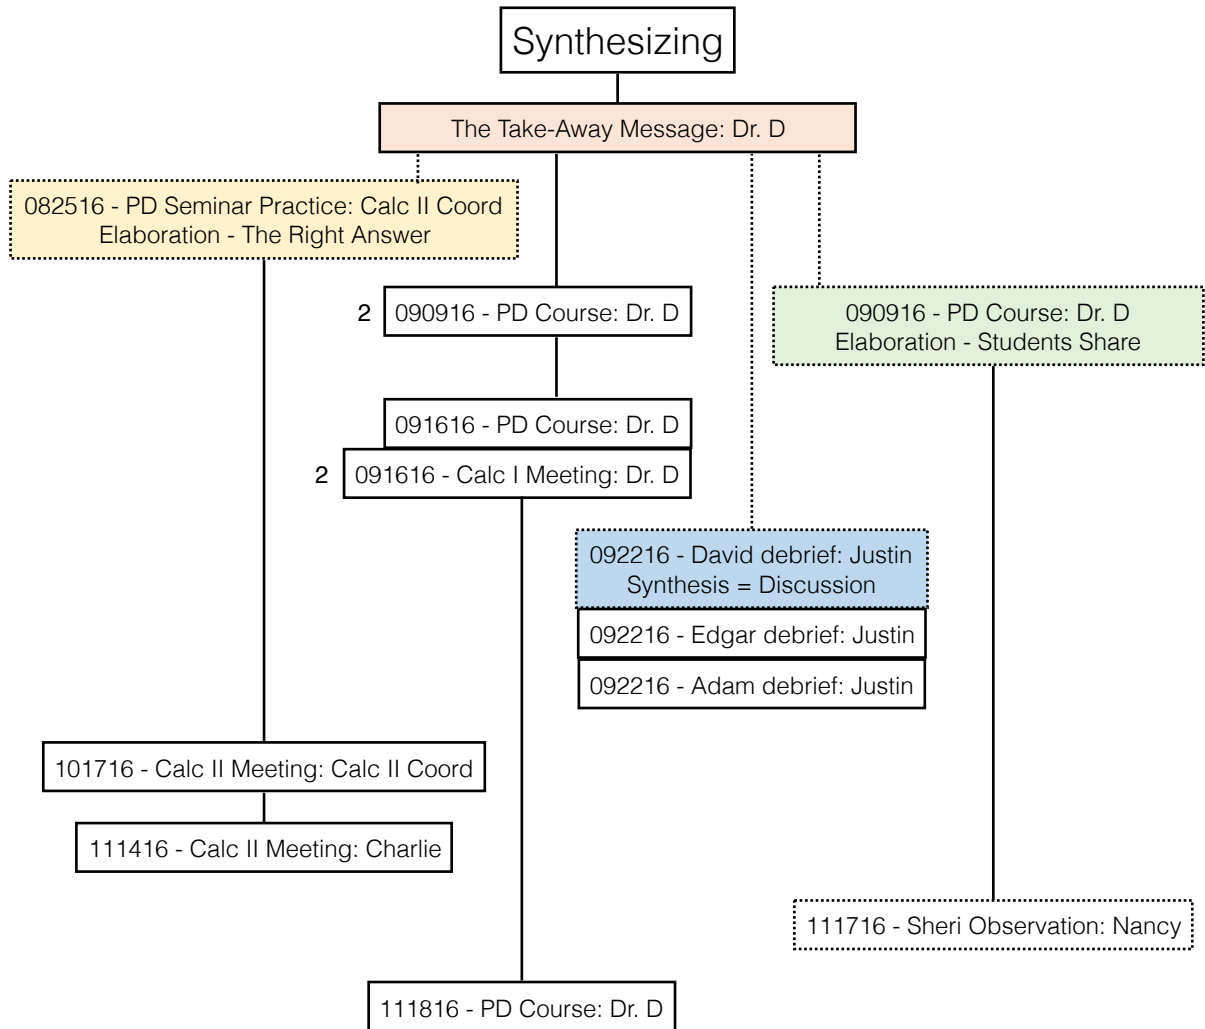 Synthesizing
The Take-Away Message: Dr. D
082516 - PD Seminar Practice: Calc II Coord
Elaboration - The Right Answer
2 090916 - PD Course: Dr. D
090916 - PD Course: Dr. D
Elaboration - Students Share
091616 - PD Course: Dr. D
2 091616 - Calc I Meeting: Dr. D
092216 - David debrief: Justin
Synthesis = Discussion
092216 - Edgar debrief: Justin
092216 - Adam debrief: Justin
101716 - Calc II Meeting: Calc II Coord
111416 - Calc II Meeting: Charlie
111716 - Sheri Observation: Nancy
111816 - PD Course: Dr. D